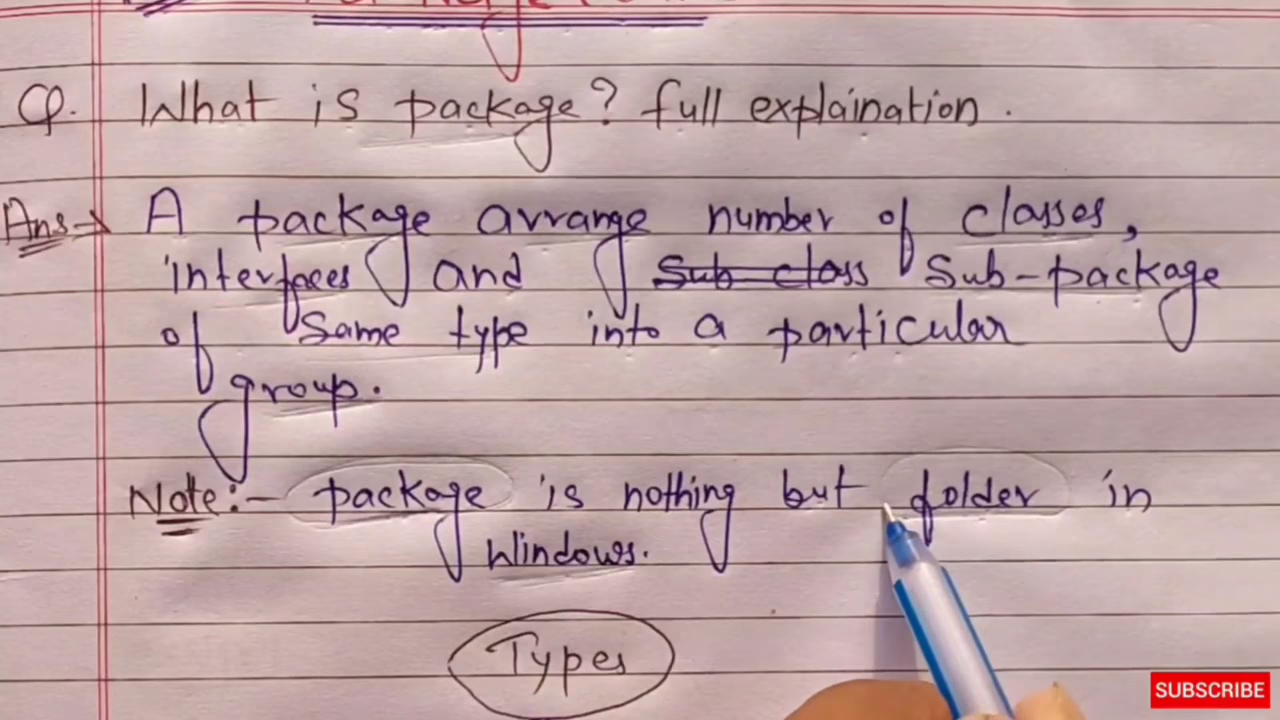 Q. What is package? full explaination.
Ans→ A package arrange number of classes,
interfaces and sub class sub-package
of same type into a particular
group.
Note:- package is nothing but folder in
Windows.
Types
SUBSCRIBE